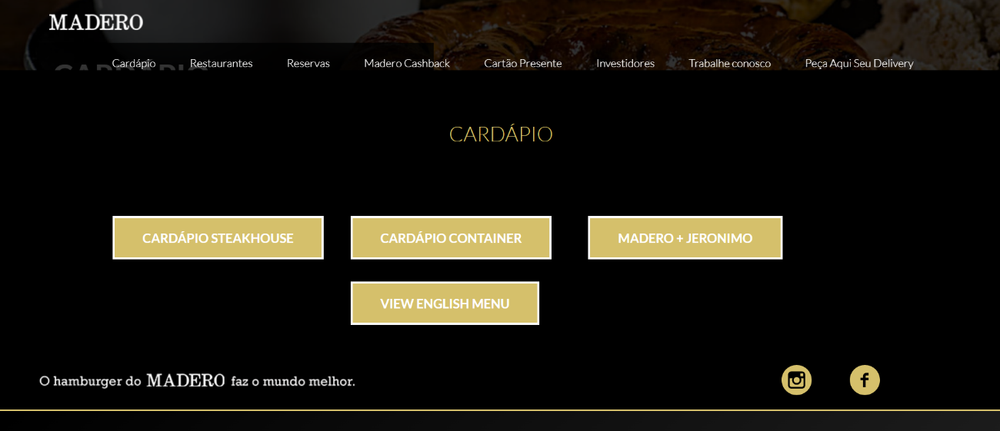 MADERO
Cardápio Restaurantes Reservas Madero Cashback Cartão Presente Investidores Trabalhe conosco Peça Aqui Seu Delivery
CARDÁPIO
CARDÁPIO
CARDÁPIO STEAKHOUSE CARDÁPIO CONTAINER MADERO + JERONIMO
VIEW ENGLISH MENU
O hamburger do MADERO faz o mundo melhor.